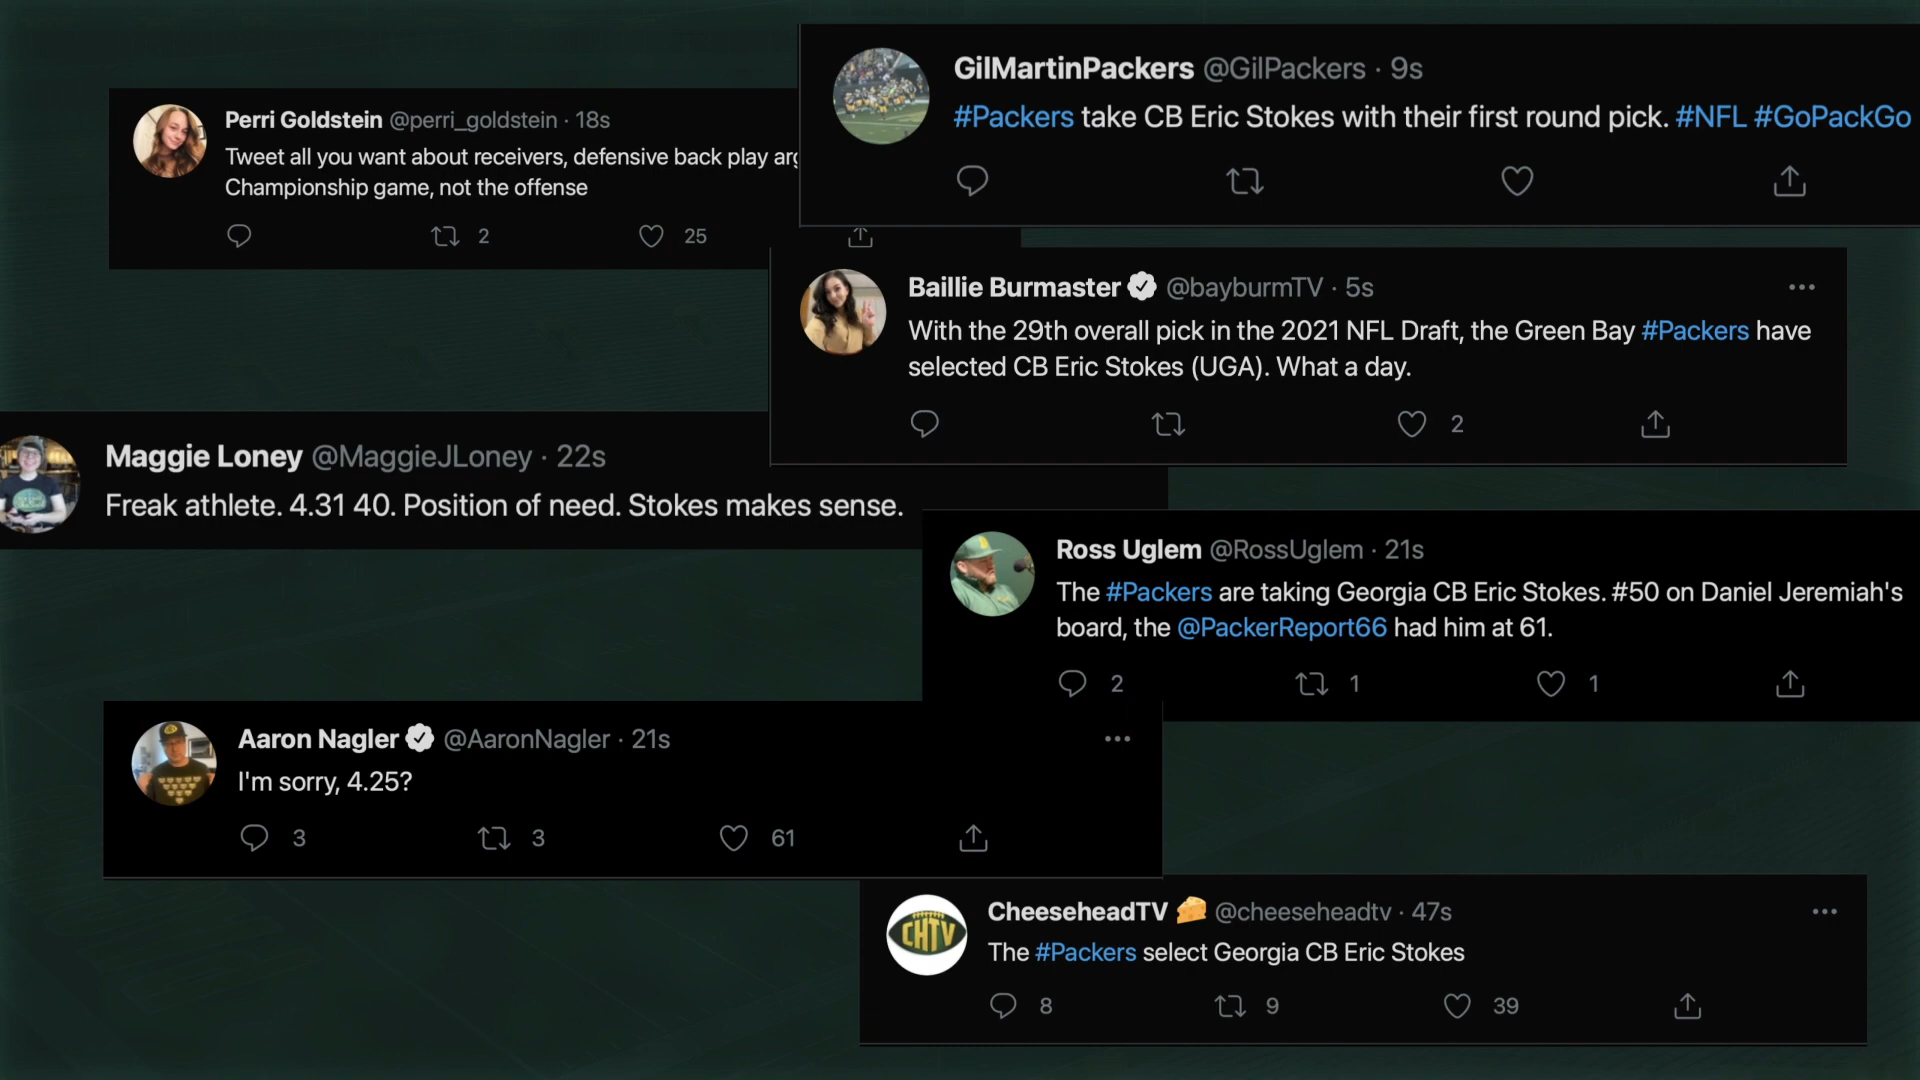 GilMartinPackers @GilPackers · 9s
#Packers take CB Eric Stokes with their first round pick. #NFL #GoPackGo
Perri Goldstein @perri_goldstein · 18s
Tweet all you want about receivers, defensive back play
Championship game, not the offense
2 25
Baillie Burmaster @bayburmTV · 5s
With the 29th overall pick in the 2021 NFL Draft, the Green Bay #Packers have
selected CB Eric Stokes (UGA). What a day.
2
Maggie Loney @MaggieJLoney · 22s
Freak athlete. 4.31 40. Position of need. Stokes makes sense.
Ross Uglem @RossUglem · 21s
The #Packers are taking Georgia CB Eric Stokes. #50 on Daniel Jeremiah's
board, the @PackerReport66 had him at 61.
2 1 1
Aaron Nagler @AaronNagler · 21s
I'm sorry, 4.25?
3 3 61
CheeseheadTV 🧀 @cheeseheadtv · 47s
CHTV
The #Packers select Georgia CB Eric Stokes
8 9 39